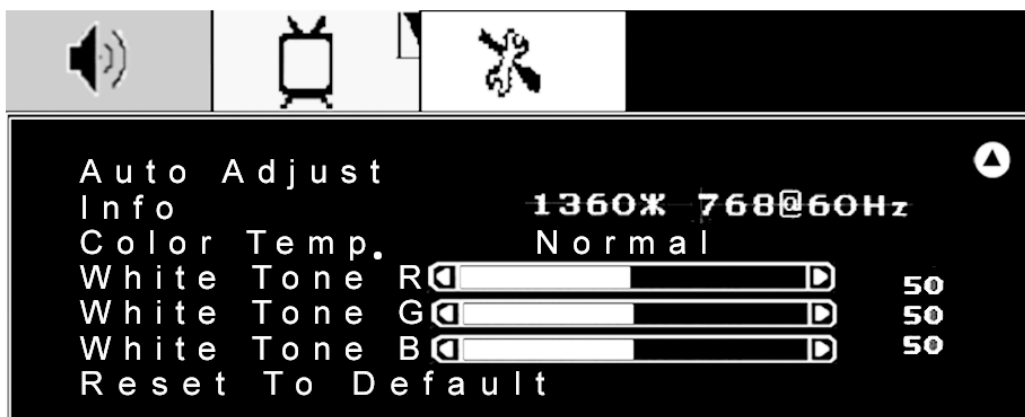 Auto Adjust
Info 1360Ж 768@60Hz
Color Temp. Normal
White Tone R 50
White Tone G 50
White Tone B 50
Reset To Default